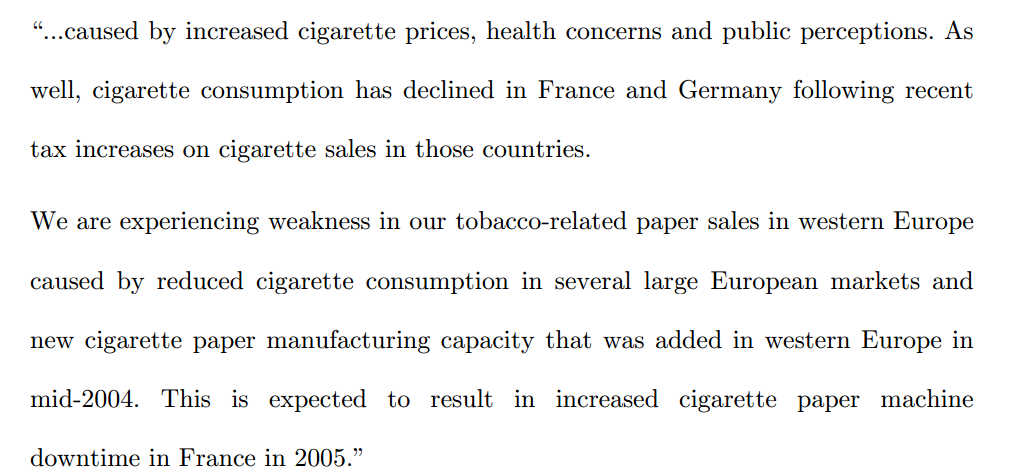 “...caused by increased cigarette prices, health concerns and public perceptions. As
well, cigarette consumption has declined in France and Germany following recent
tax increases on cigarette sales in those countries.
We are experiencing weakness in our tobacco-related paper sales in western Europe
caused by reduced cigarette consumption in several large European markets and
new cigarette paper manufacturing capacity that was added in western Europe in
mid-2004. This is expected to result in increased cigarette paper machine
downtime in France in 2005.”